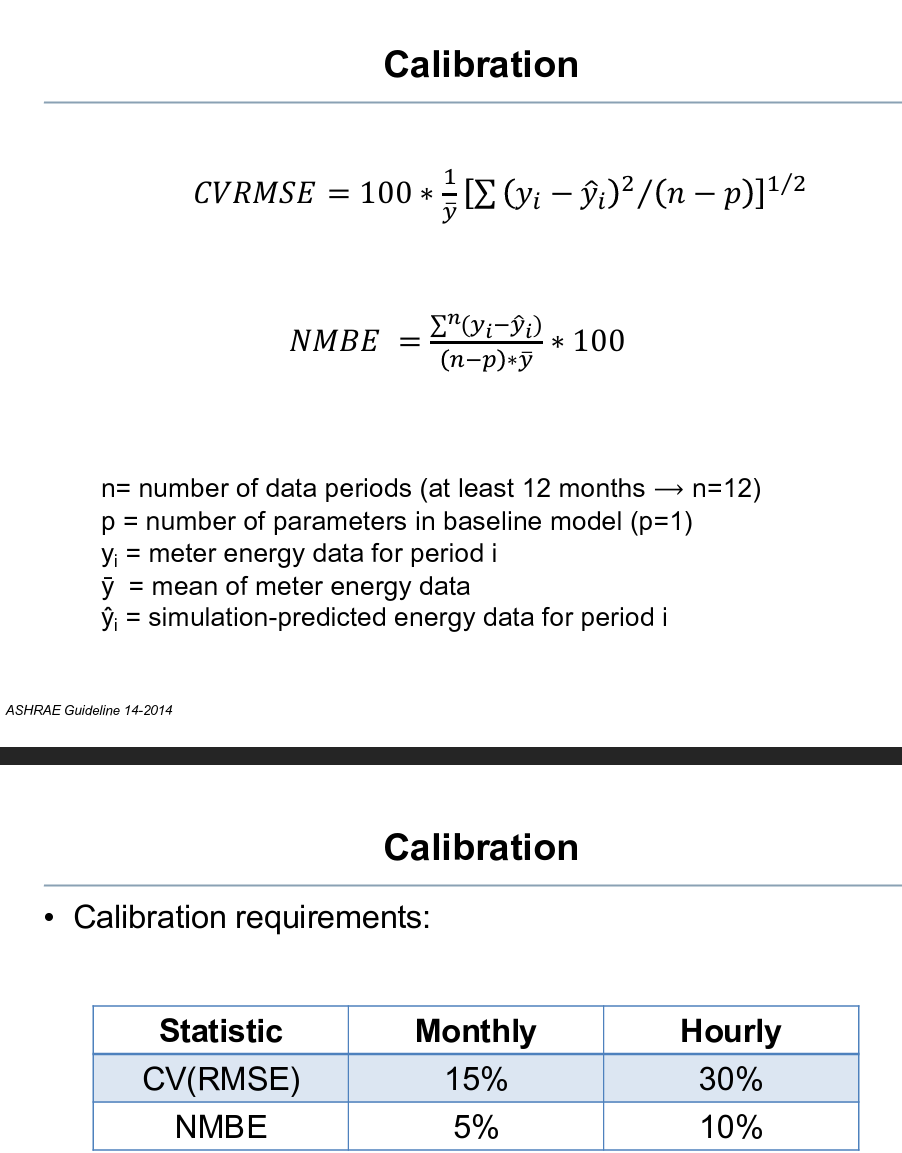 Calibration
CVRMSE = 100 * 1/ȳ [∑ (yᵢ − ŷᵢ)²/(n − p)]^1/2
NMBE = ∑ⁿ(yᵢ−ŷᵢ)/(n−p)*ȳ * 100
n= number of data periods (at least 12 months ⟶ n=12)
p = number of parameters in baseline model (p=1)
yᵢ = meter energy data for period i
ȳ = mean of meter energy data
ŷᵢ = simulation-predicted energy data for period i
ASHRAE Guideline 14-2014
Calibration
• Calibration requirements:
Statistic Monthly Hourly
CV(RMSE) 15% 30%
NMBE 5% 10%